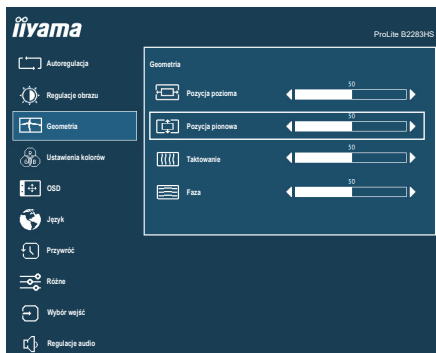 iiyama
ProLite B2283HS
Autoregulacja
Regulacje obrazu
Geometria
Ustawienia kolorów
R
G B
OSD
Język
Przywróć
Różne
Wybór wejść
Regulacje audio
Geometria
Pozycja pozioma
50
Pozycja pionowa
50
Taktowanie
50
Faza
50